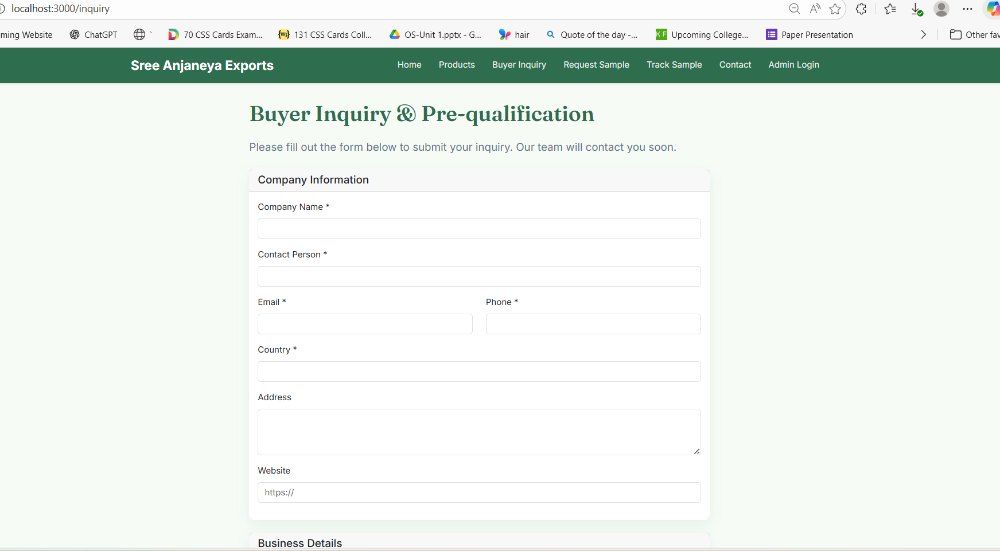 localhost:3000/inquiry
ming Website ChatGPT ` 70 CSS Cards Exam... 131 CSS Cards Coll... OS-Unit 1.pptx - G... hair Quote of the day -... KF Upcoming College... Paper Presentation Other fav
Sree Anjaneya Exports Home Products Buyer Inquiry Request Sample Track Sample Contact Admin Login
Buyer Inquiry & Pre-qualification
Please fill out the form below to submit your inquiry. Our team will contact you soon.
Company Information
Company Name *
Contact Person *
Email * Phone *
Country *
Address
Website
https://
Business Details